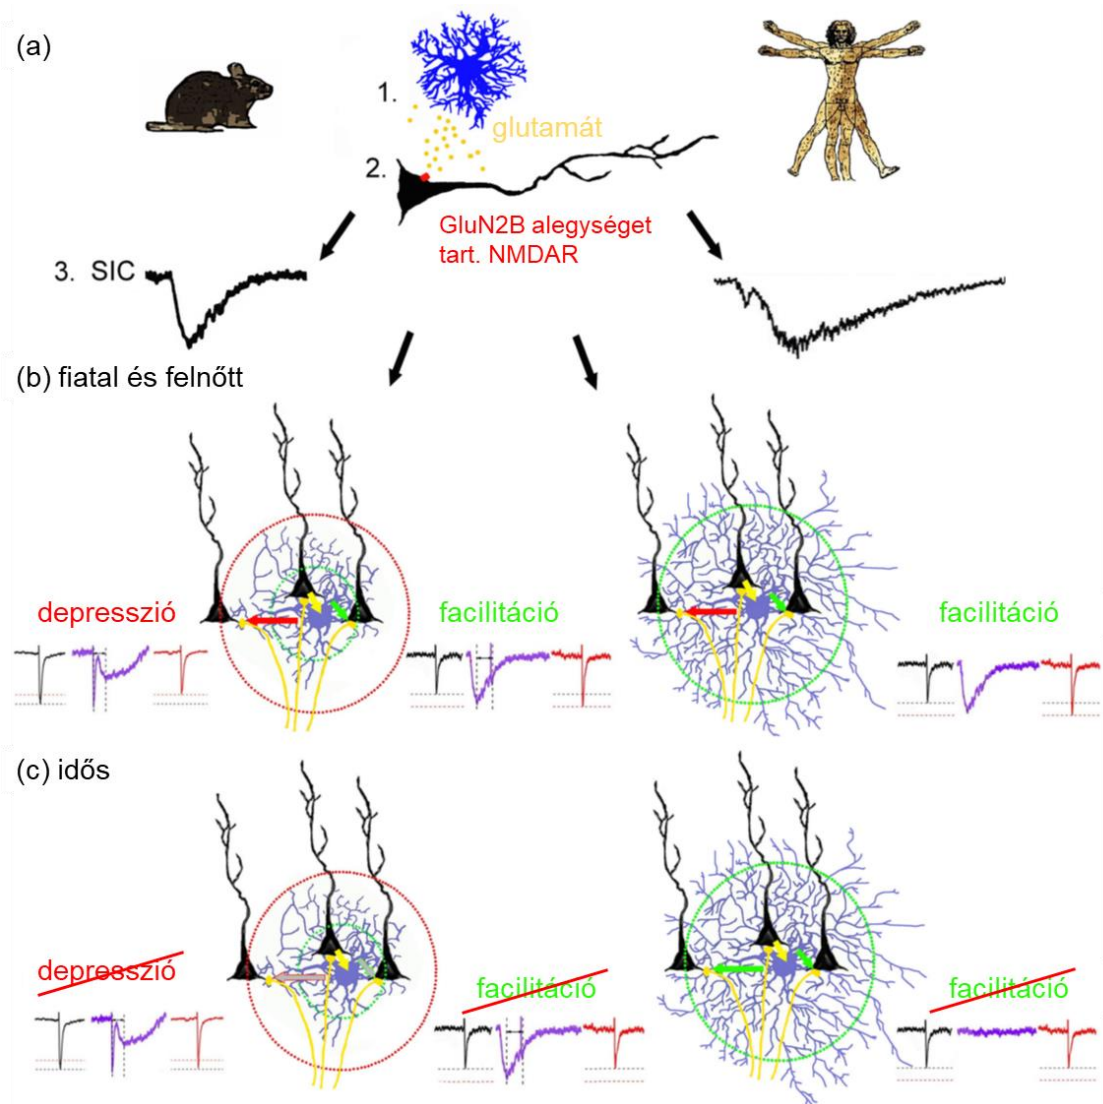 (a)
1.
glutamát
2.
GluN2B alegységet
tart. NMDAR
3. SIC
(b) fiatal és felnőtt
depresszió
facilitáció
facilitáció
(c) idős
depresszió
facilitáció
facilitáció